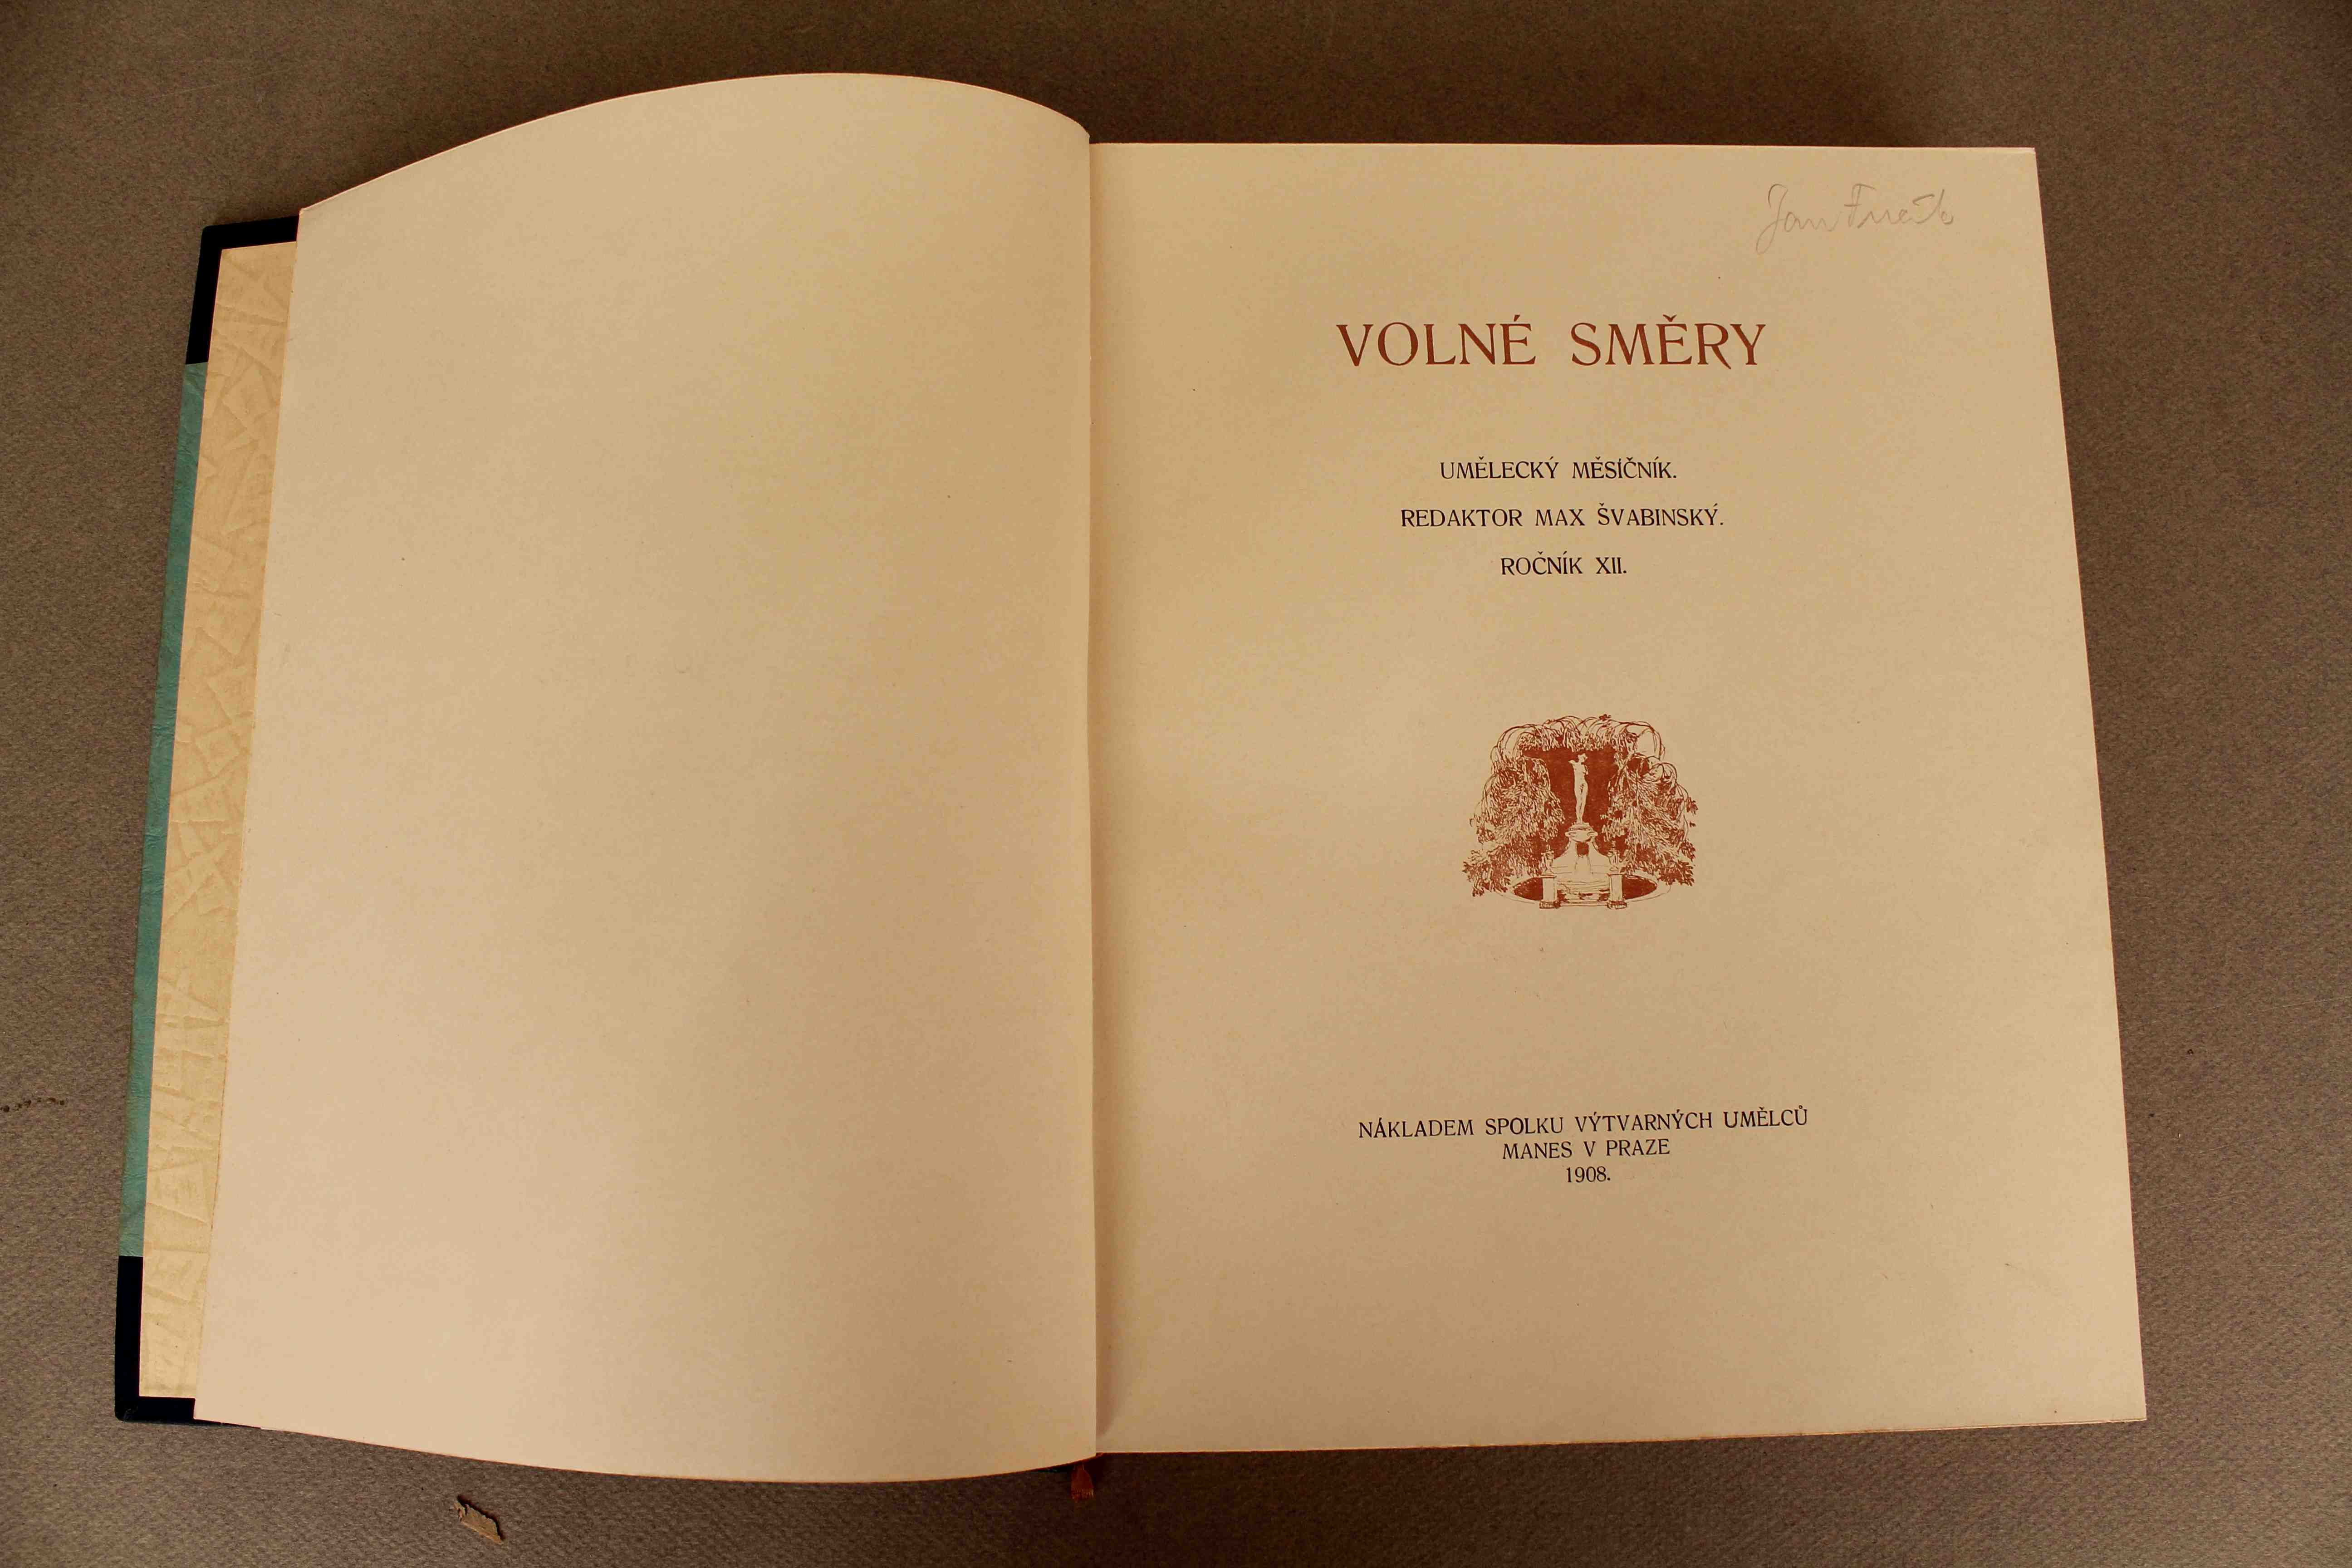 Jan
VOLNÉ SMĚRY
UMĚLECKÝ MĚSÍČNÍK.
REDAKTOR MAX ŠVABINSKÝ.
ROČNÍK XII.
NÁKLADEM SPOLKU VÝTVARNÝCH UMĚLCŮ
MANES V PRAZE
1908.